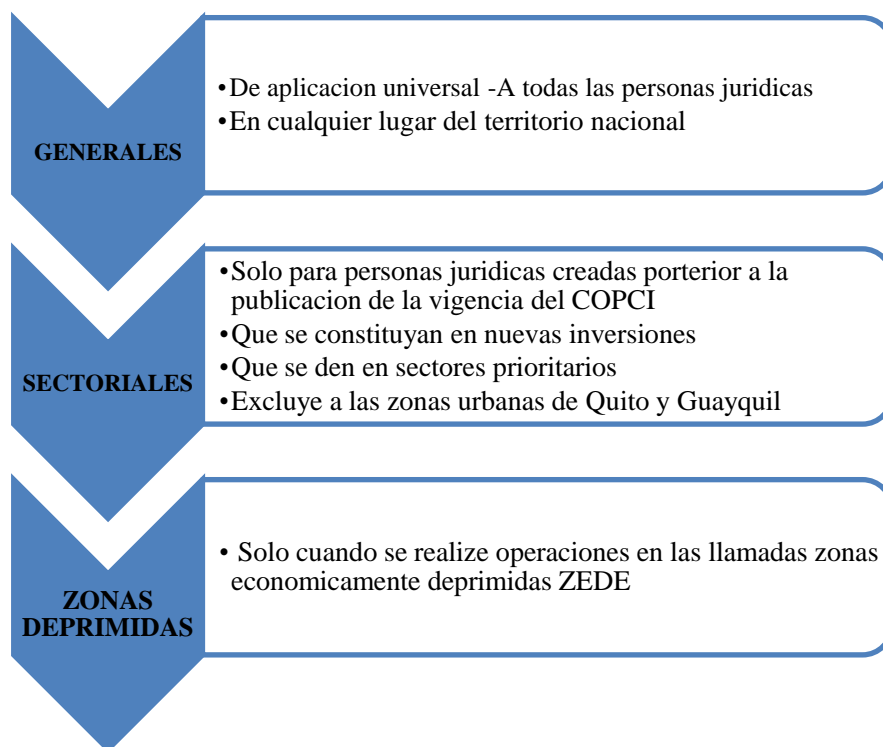 GENERALES
•De aplicacion universal -A todas las personas juridicas
•En cualquier lugar del territorio nacional
SECTORIALES
•Solo para personas juridicas creadas porterior a la
publicacion de la vigencia del COPCI
•Que se constituyan en nuevas inversiones
•Que se den en sectores prioritarios
•Excluye a las zonas urbanas de Quito y Guayquil
ZONAS
DEPRIMIDAS
• Solo cuando se realize operaciones en las llamadas zonas
economicamente deprimidas ZEDE